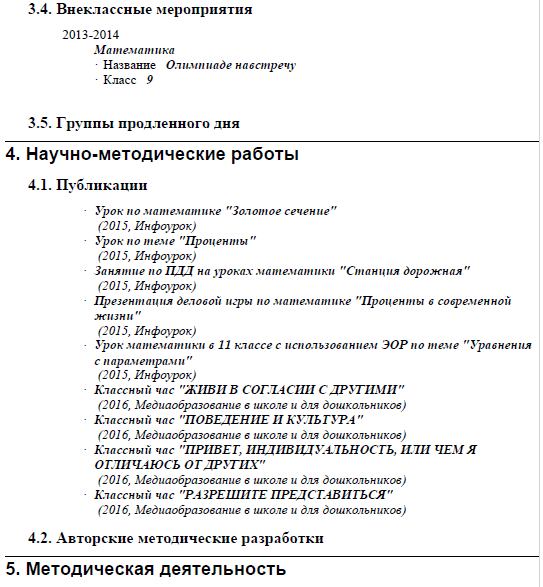 3.4. Внеклассные мероприятия
2013-2014
Математика
· Название Олимпиаде навстречу
· Класс 9
3.5. Группы продленного дня
4. Научно-методические работы
4.1. Публикации
· Урок по математике "Золотое сечение"
(2015, Инфоурок)
· Урок по теме "Проценты"
(2015, Инфоурок)
· Занятие по ПДД на уроках математики "Станция дорожная"
(2015, Инфоурок)
· Презентация деловой игры по математике "Проценты в современной
жизни"
(2015, Инфоурок)
· Урок математики в 11 классе с использованием ЭОР по теме "Уравнения
с параметрами"
(2015, Инфоурок)
· Классный час "ЖИВИ В СОГЛАСИИ С ДРУГИМИ"
(2016, Медиаобразование в школе и для дошкольников)
· Классный час "ПОВЕДЕНИЕ И КУЛЬТУРА"
(2016, Медиаобразование в школе и для дошкольников)
· Классный час "ПРИВЕТ, ИНДИВИДУАЛЬНОСТЬ, ИЛИ ЧЕМ Я
ОТЛИЧАЮСЬ ОТ ДРУГИХ"
(2016, Медиаобразование в школе и для дошкольников)
· Классный час "РАЗРЕШИТЕ ПРЕДСТАВИТЬСЯ"
(2016, Медиаобразование в школе и для дошкольников)
4.2. Авторские методические разработки
5. Методическая деятельность